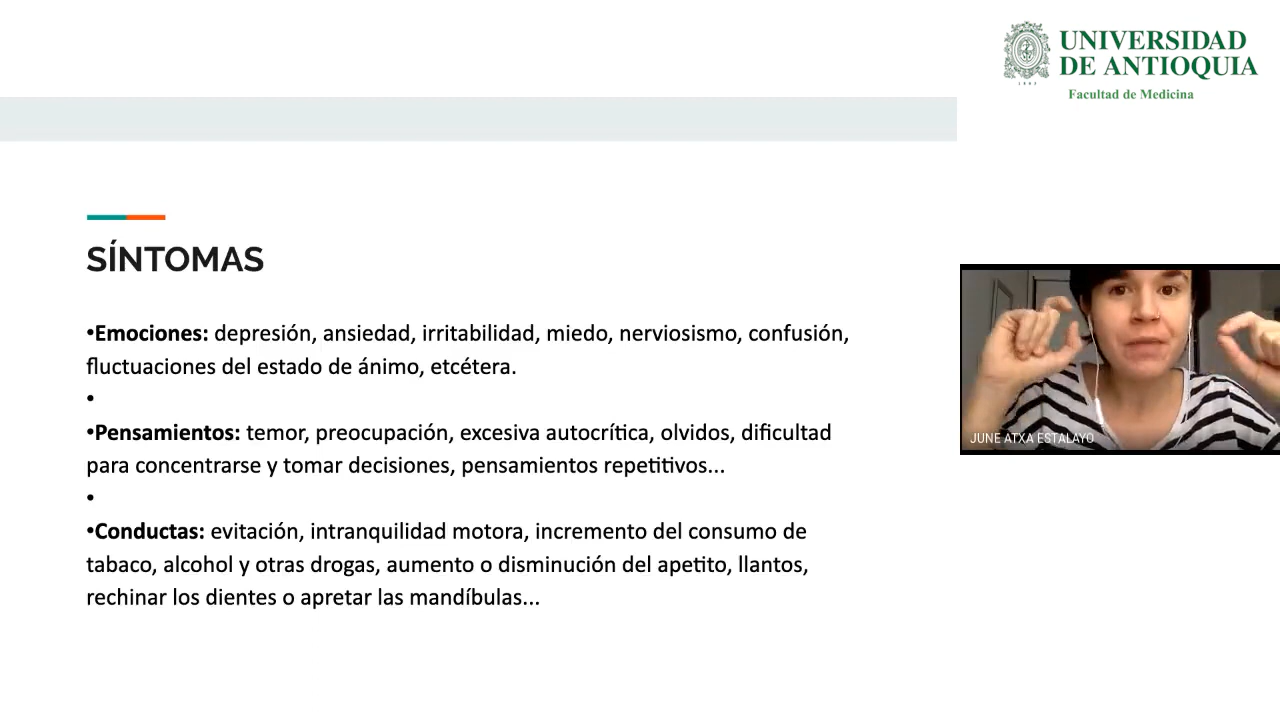 UNIVERSIDAD
DE ANTIOQUIA
1803
Facultad de Medicina
SÍNTOMAS
•Emociones: depresión, ansiedad, irritabilidad, miedo, nerviosismo, confusión,
fluctuaciones del estado de ánimo, etcétera.
•
•Pensamientos: temor, preocupación, excesiva autocrítica, olvidos, dificultad
para concentrarse y tomar decisiones, pensamientos repetitivos...
•
•Conductas: evitación, intranquilidad motora, incremento del consumo de
tabaco, alcohol y otras drogas, aumento o disminución del apetito, llantos,
rechinar los dientes o apretar las mandíbulas...
JUNE ATXA ESTALAYO